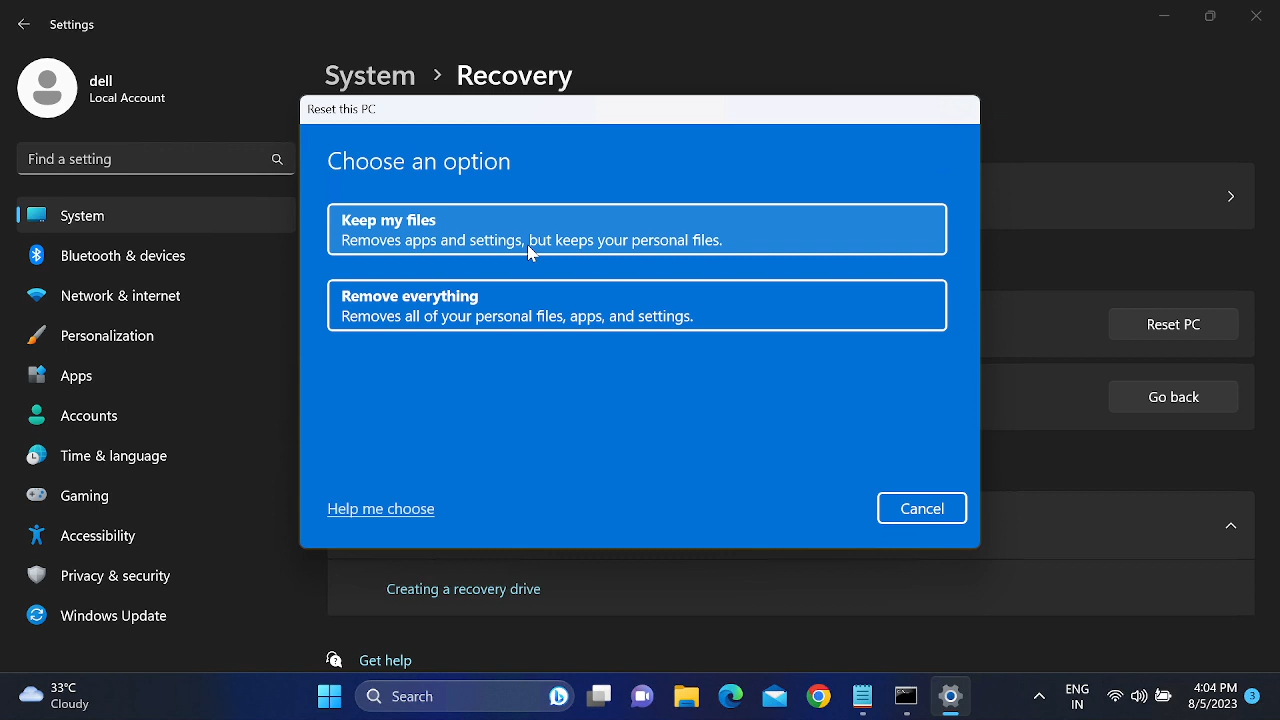 Settings
dell
Local Account
Find a setting
System
Bluetooth & devices
Network & internet
Personalization
Apps
Accounts
Time & language
Gaming
Accessibility
Privacy & security
Windows Update
System > Recovery
Reset this PC
Choose an option
Keep my files
Removes apps and settings, but keeps your personal files.
Remove everything
Removes all of your personal files, apps, and settings.
Help me choose
Cancel
Reset PC
Go back
Creating a recovery drive
Get help
33°C
Cloudy
Search
ENG
IN
4:04 PM
8/5/2023
3